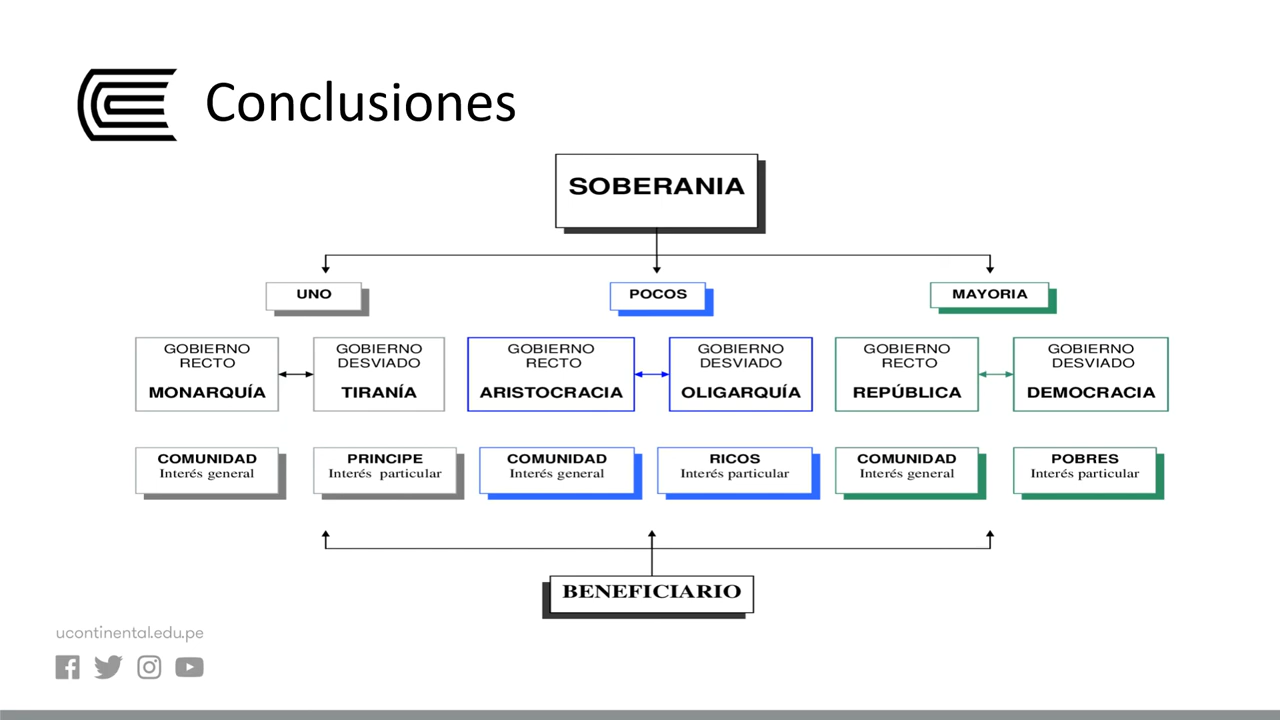 Conclusiones
SOBERANIA
UNO
POCOS
MAYORIA
GOBIERNO
RECTO
MONARQUÍA
GOBIERNO
DESVIADO
TIRANÍA
GOBIERNO
RECTO
ARISTOCRACIA
GOBIERNO
DESVIADO
OLIGARQUÍA
GOBIERNO
RECTO
REPÚBLICA
GOBIERNO
DESVIADO
DEMOCRACIA
COMUNIDAD
Interés general
PRINCIPE
Interés particular
COMUNIDAD
Interés general
RICOS
Interés particular
COMUNIDAD
Interés general
POBRES
Interés particular
BENEFICIARIO
ucontinental.edu.pe